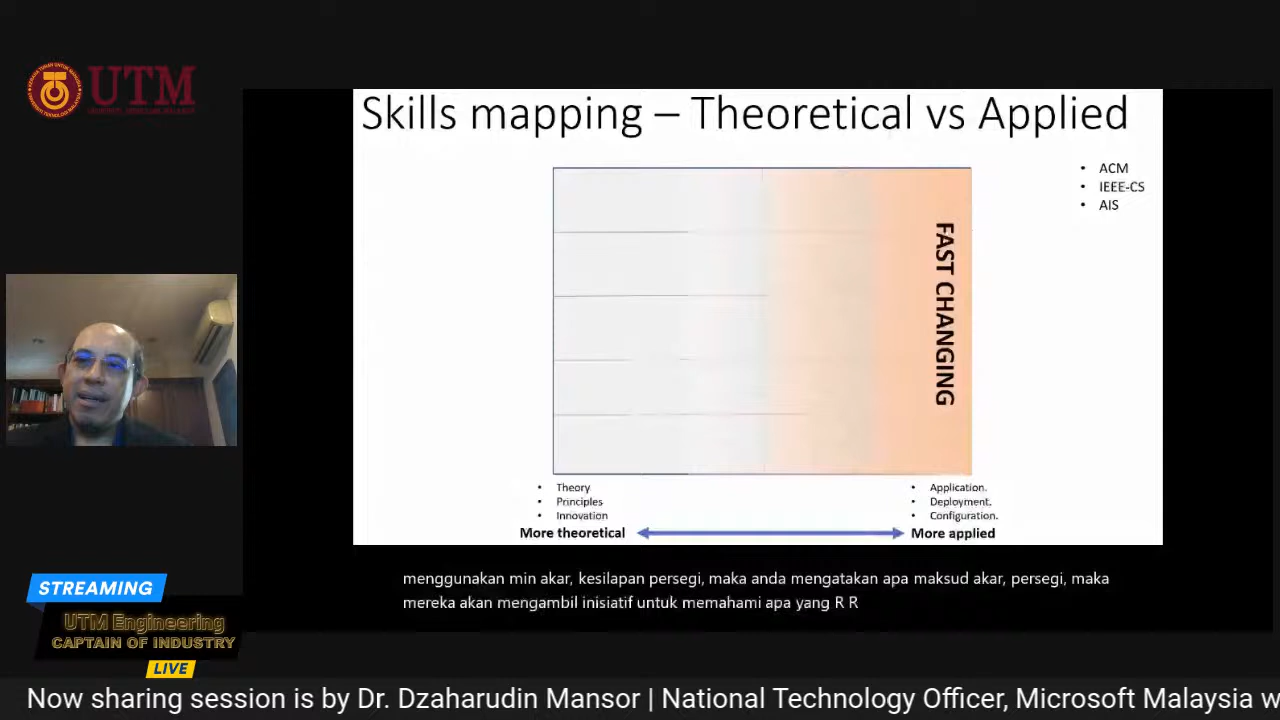 UTM
UNIVERSITI TEKNOLOGI MALAYSIA
Skills mapping – Theoretical vs Applied
• ACM
• IEEE-CS
• AIS
FAST CHANGING
• Theory
• Principles
• Innovation
More theoretical
• Application.
• Deployment.
• Configuration.
More applied
menggunakan min akar, kesilapan persegi, maka anda mengatakan apa maksud akar, persegi, maka
mereka akan mengambil inisiatif untuk memahami apa yang R R
STREAMING
UTM Engineering
CAPTAIN OF INDUSTRY
LIVE
Now sharing session is by Dr. Dzaharudin Mansor | National Technology Officer, Microsoft Malaysia w